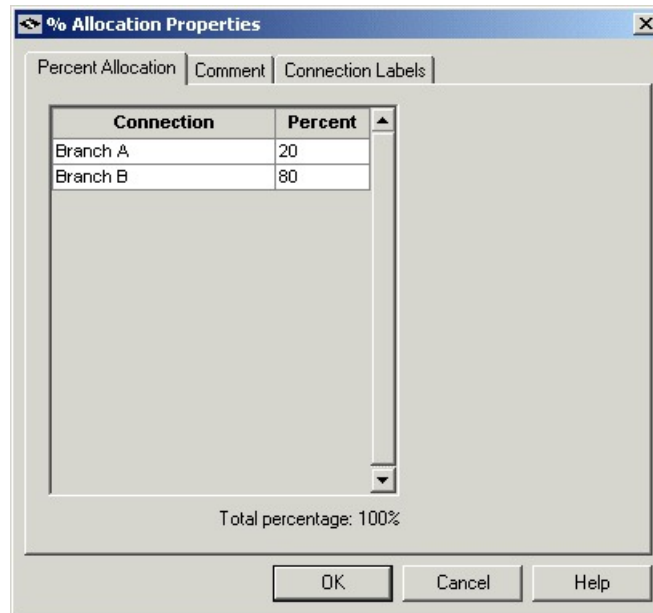 % Allocation Properties
Percent Allocation Comment Connection Labels
Connection Percent
Branch A 20
Branch B 80
Total percentage: 100%
OK Cancel Help